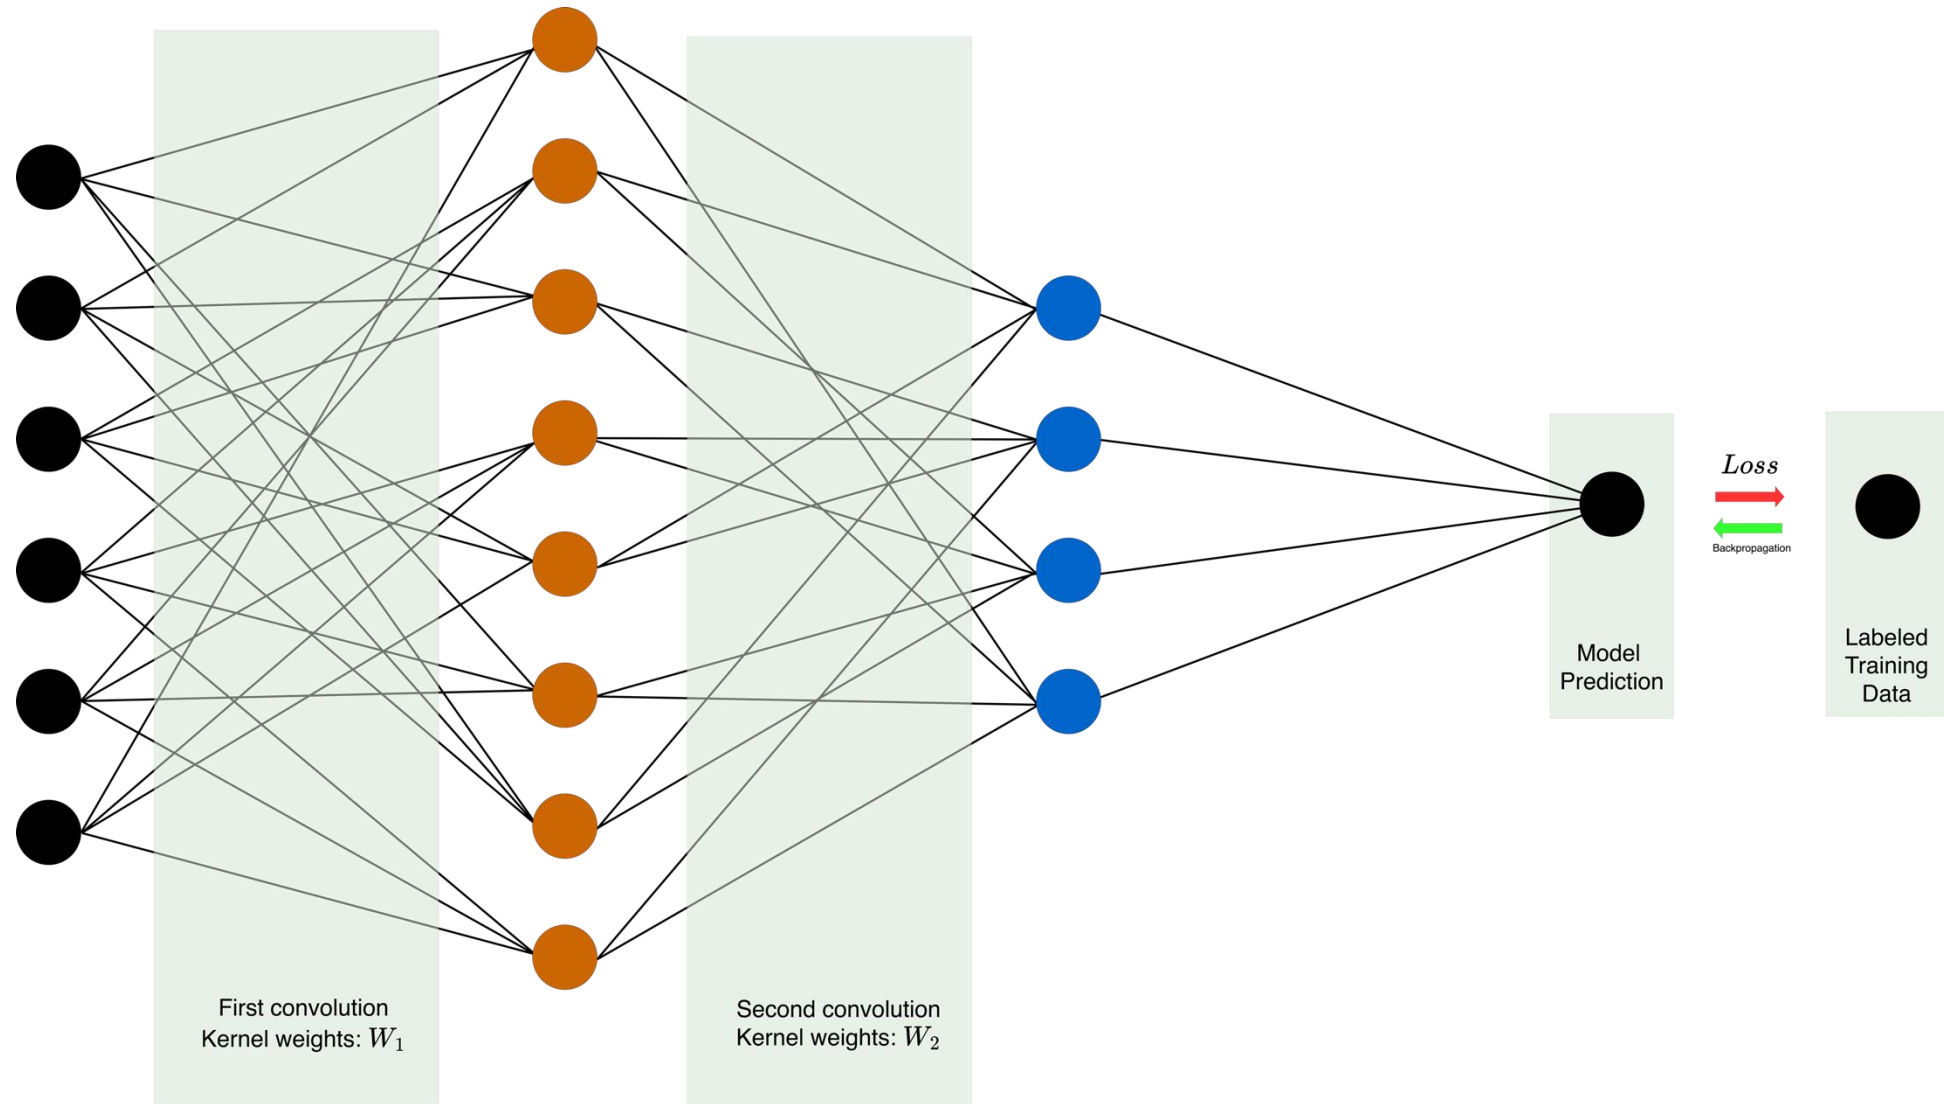 First convolution
Kernel weights: W₁
Second convolution
Kernel weights: W₂
Model
Prediction
Loss
Backpropagation
Labeled
Training
Data